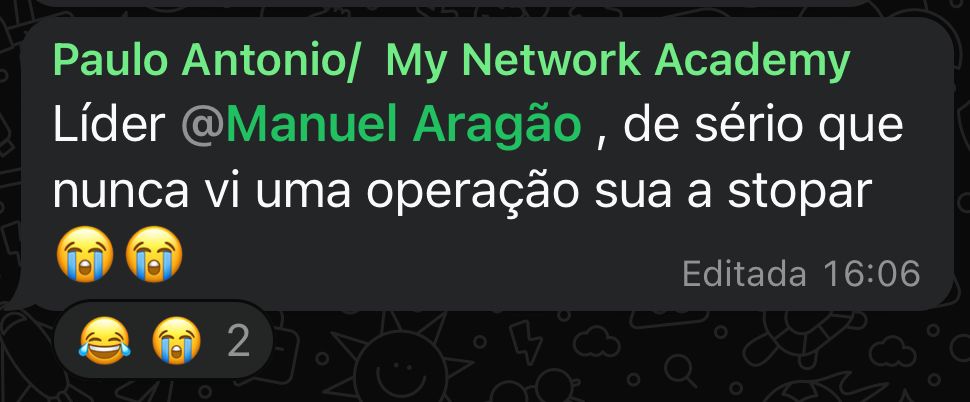 Paulo Antonio/  My Network Academy
Líder @Manuel Aragão , de sério que
nunca vi uma operação sua a stopar
😭😭
Editada 16:06
😂 😭 2